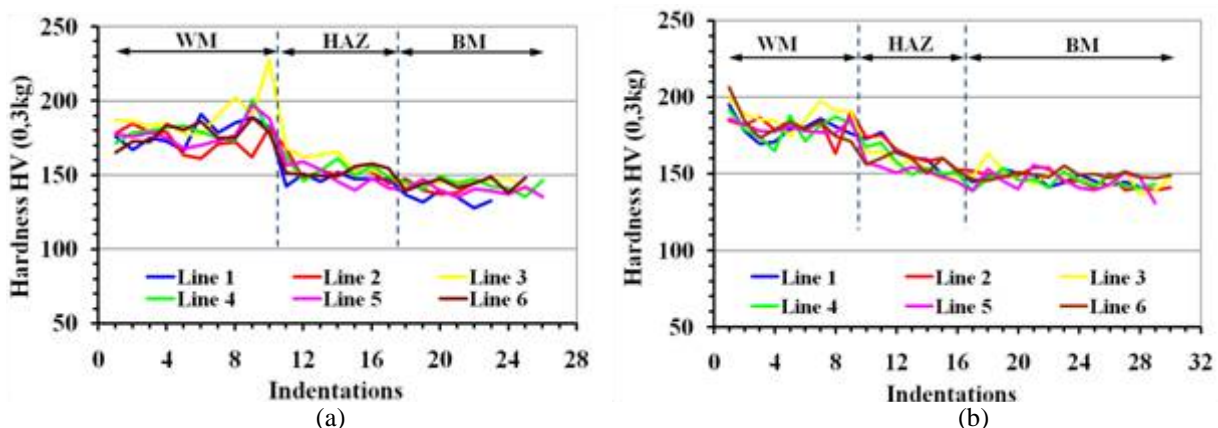 250
WM HAZ BM
200
150
100
50
Hardness HV (0,3kg)
Line 1 Line 2 Line 3
Line 4 Line 5 Line 6
0 4 8 12 16 20 24 28
Indentations
(a)
250
WM HAZ BM
200
150
100
50
Hardness HV (0,3kg)
Line 1 Line 2 Line 3
Line 4 Line 5 Line 6
0 4 8 12 16 20 24 28 32
Indentations
(b)